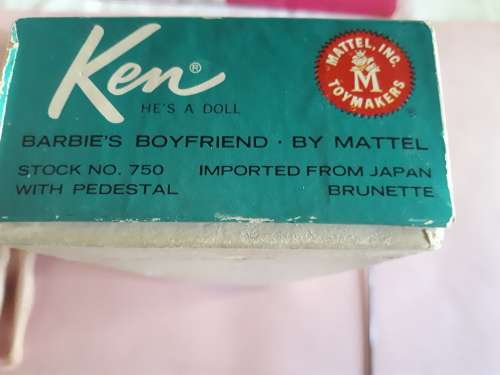 Ken®
HE'S A DOLL
MATTEL, INC.
M
TOYMAKERS
BARBIE'S BOYFRIEND · BY MATTEL
STOCK NO. 750 IMPORTED FROM JAPAN
WITH PEDESTAL BRUNETTE